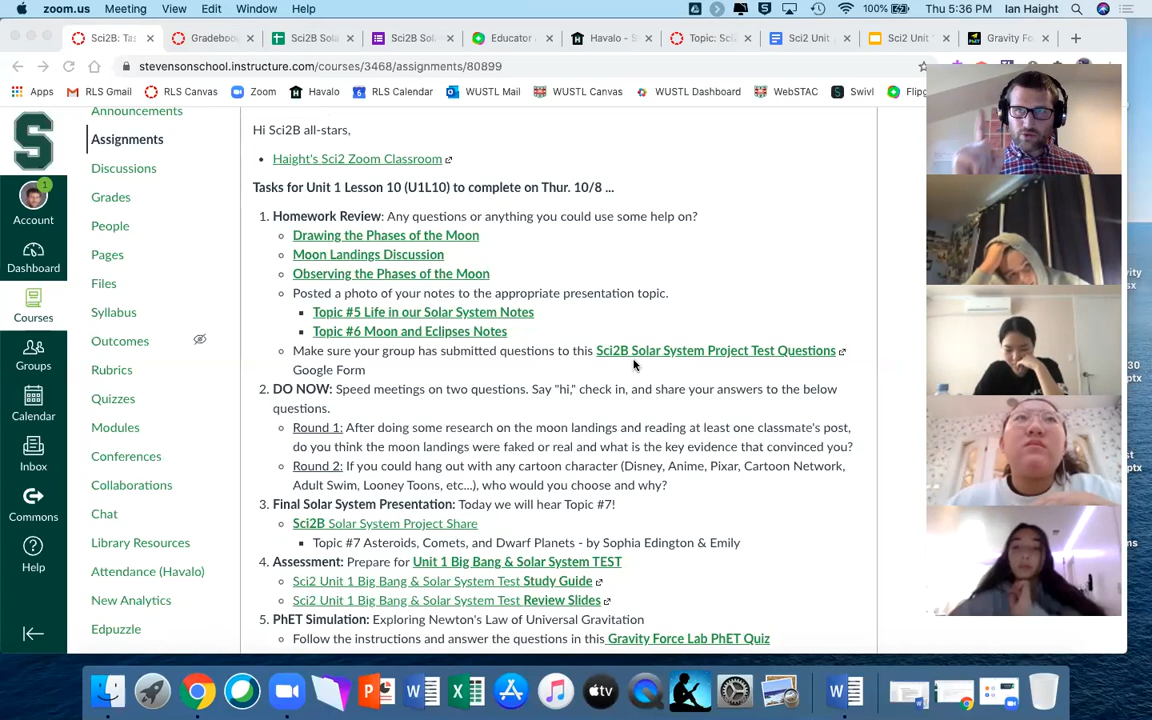 zoom.us Meeting View Edit Window Help 100% Thu 5:36 PM Ian Haight
Sci2B: Tas Gradeboo Sci2B Sol Sci2B Sol Educator Havalo - S Topic: Sci Sci2 Unit Sci2 Unit Gravity Fo
stevensonschool.instructure.com/courses/3468/assignments/80899
Apps RLS Gmail RLS Canvas Zoom Havalo RLS Calendar WUSTL Mail WUSTL Canvas WUSTL Dashboard WebSTAC Swivl Flipg
S
1
Account
Dashboard
Courses
Groups
Calendar
Inbox
Commons
Help
Announcements
Assignments
Discussions
Grades
People
Pages
Files
Syllabus
Outcomes
Rubrics
Quizzes
Modules
Conferences
Collaborations
Chat
Library Resources
Attendance (Havalo)
New Analytics
Edpuzzle
Hi Sci2B all-stars,
• Haight's Sci2 Zoom Classroom
Tasks for Unit 1 Lesson 10 (U1L10) to complete on Thur. 10/8 ...
1. Homework Review: Any questions or anything you could use some help on?
Drawing the Phases of the Moon
Moon Landings Discussion
Observing the Phases of the Moon
Posted a photo of your notes to the appropriate presentation topic.
Topic #5 Life in our Solar System Notes
Topic #6 Moon and Eclipses Notes
Make sure your group has submitted questions to this Sci2B Solar System Project Test Questions
Google Form
2. DO NOW: Speed meetings on two questions. Say "hi," check in, and share your answers to the below
questions.
Round 1: After doing some research on the moon landings and reading at least one classmate's post,
do you think the moon landings were faked or real and what is the key evidence that convinced you?
Round 2: If you could hang out with any cartoon character (Disney, Anime, Pixar, Cartoon Network,
Adult Swim, Looney Toons, etc...), who would you choose and why?
3. Final Solar System Presentation: Today we will hear Topic #7!
Sci2B Solar System Project Share
Topic #7 Asteroids, Comets, and Dwarf Planets - by Sophia Edington & Emily
4. Assessment: Prepare for Unit 1 Big Bang & Solar System TEST
Sci2 Unit 1 Big Bang & Solar System Test Study Guide
Sci2 Unit 1 Big Bang & Solar System Test Review Slides
5. PhET Simulation: Exploring Newton's Law of Universal Gravitation
Follow the instructions and answer the questions in this Gravity Force Lab PhET Quiz